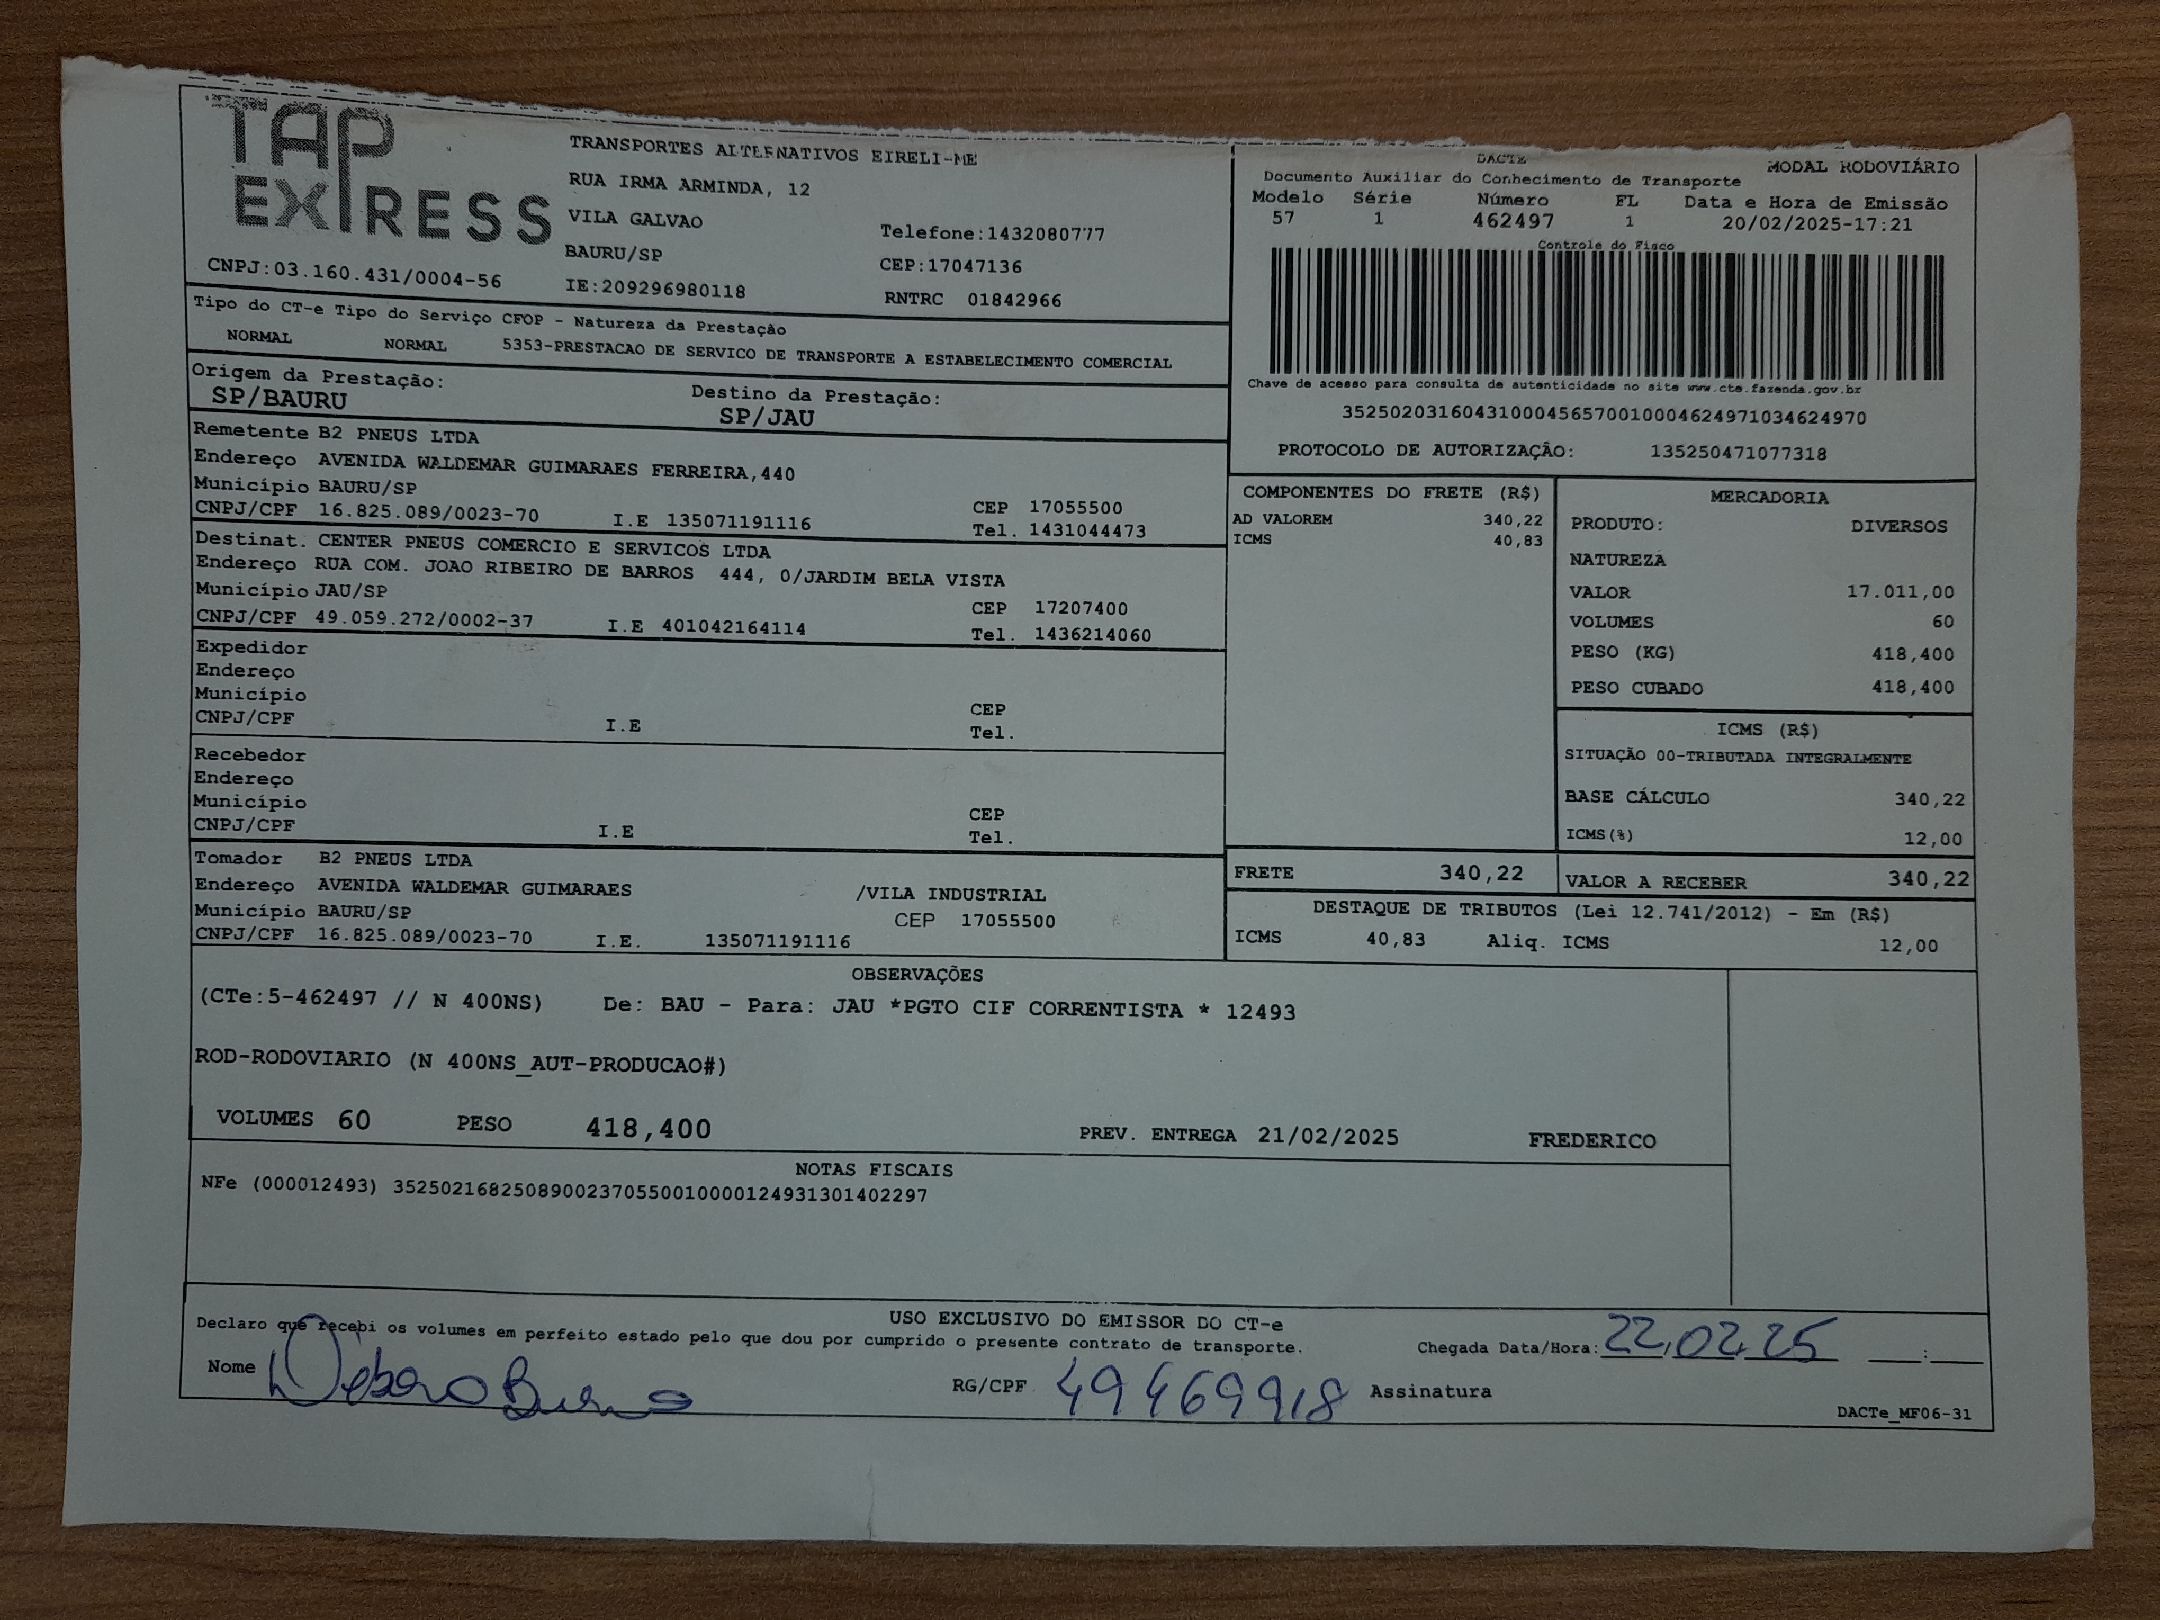 TAP
EXPRESS
CNPJ:03.160.431/0004-56
TRANSPORTES ALTERNATIVOS EIRELI-ME
RUA IRMA ARMINDA, 12
VILA GALVAO
BAURU/SP
IE:209296980118
Telefone:1432080777
CEP:17047136
RNTRC 01842966
DACTE MODAL RODOVIÁRIO
Documento Auxiliar do Conhecimento de Transporte
Modelo Série Número FL Data e Hora de Emissão
57 1 462497 1 20/02/2025-17:21
Controle do Fisco
Chave de acesso para consulta de autenticidade no site www.cte.fazenda.gov.br
35250203160431000456570010004624971034624970
PROTOCOLO DE AUTORIZAÇÃO: 135250471077318
Tipo do CT-e Tipo do Serviço CFOP - Natureza da Prestação
NORMAL NORMAL 5353-PRESTACAO DE SERVICO DE TRANSPORTE A ESTABELECIMENTO COMERCIAL
Origem da Prestação: Destino da Prestação:
SP/BAURU SP/JAU
Remetente B2 PNEUS LTDA
Endereço AVENIDA WALDEMAR GUIMARAES FERREIRA,440
Município BAURU/SP CEP 17055500
CNPJ/CPF 16.825.089/0023-70 I.E 135071191116 Tel. 1431044473
Destinat. CENTER PNEUS COMERCIO E SERVICOS LTDA
Endereço RUA COM. JOAO RIBEIRO DE BARROS 444, 0/JARDIM BELA VISTA
Município JAU/SP CEP 17207400
CNPJ/CPF 49.059.272/0002-37 I.E 401042164114 Tel. 1436214060
Expedidor
Endereço
Município CEP
CNPJ/CPF I.E Tel.
Recebedor
Endereço
Município CEP
CNPJ/CPF I.E Tel.
Tomador B2 PNEUS LTDA
Endereço AVENIDA WALDEMAR GUIMARAES /VILA INDUSTRIAL
Município BAURU/SP CEP 17055500
CNPJ/CPF 16.825.089/0023-70 I.E. 135071191116
COMPONENTES DO FRETE (R$)
AD VALOREM 340,22
ICMS 40,83
MERCADORIA
PRODUTO: DIVERSOS
NATUREZA
VALOR 17.011,00
VOLUMES 60
PESO (KG) 418,400
PESO CUBADO 418,400
ICMS (R$)
SITUAÇÃO 00-TRIBUTADA INTEGRALMENTE
BASE CÁLCULO 340,22
ICMS(%) 12,00
FRETE 340,22 VALOR A RECEBER 340,22
DESTAQUE DE TRIBUTOS (Lei 12.741/2012) - Em (R$)
ICMS 40,83 Aliq. ICMS 12,00
OBSERVAÇÕES
(CTe:5-462497 // N 400NS) De: BAU - Para: JAU *PGTO CIF CORRENTISTA * 12493
ROD-RODOVIARIO (N 400NS_AUT-PRODUCAO#)
VOLUMES 60 PESO 418,400 PREV. ENTREGA 21/02/2025 FREDERICO
NOTAS FISCAIS
NFe (000012493) 35250216825089002370550010000124931301402297
USO EXCLUSIVO DO EMISSOR DO CT-e
Declaro que recebi os volumes em perfeito estado pelo que dou por cumprido o presente contrato de transporte. Chegada Data/Hora: 22/02/25 __:__
Nome RG/CPF 49469918 Assinatura
DACTe_MF06-31